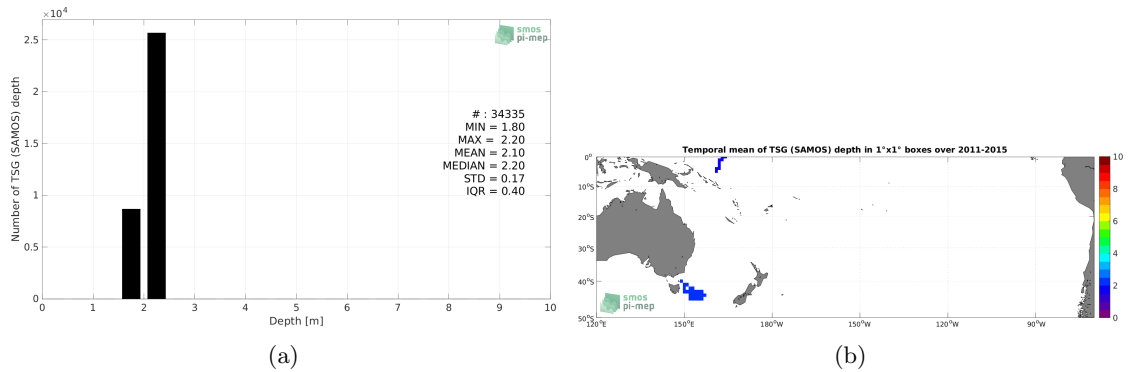 ×10⁴
2.5
2
1.5
1
0.5
0
Number of TSG (SAMOS) depth
smos
pi-mep
# : 34335
MIN = 1.80
MAX = 2.20
MEAN = 2.10
MEDIAN = 2.20
STD = 0.17
IQR = 0.40
0 1 2 3 4 5 6 7 8 9 10
Depth [m]
(a)
Temporal mean of TSG (SAMOS) depth in 1°x1° boxes over 2011-2015
0°
10°S
20°S
30°S
40°S
50°S
smos
pi-mep
120°E 150°E 180°W 150°W 120°W 90°W
10
8
6
4
2
0
(b)